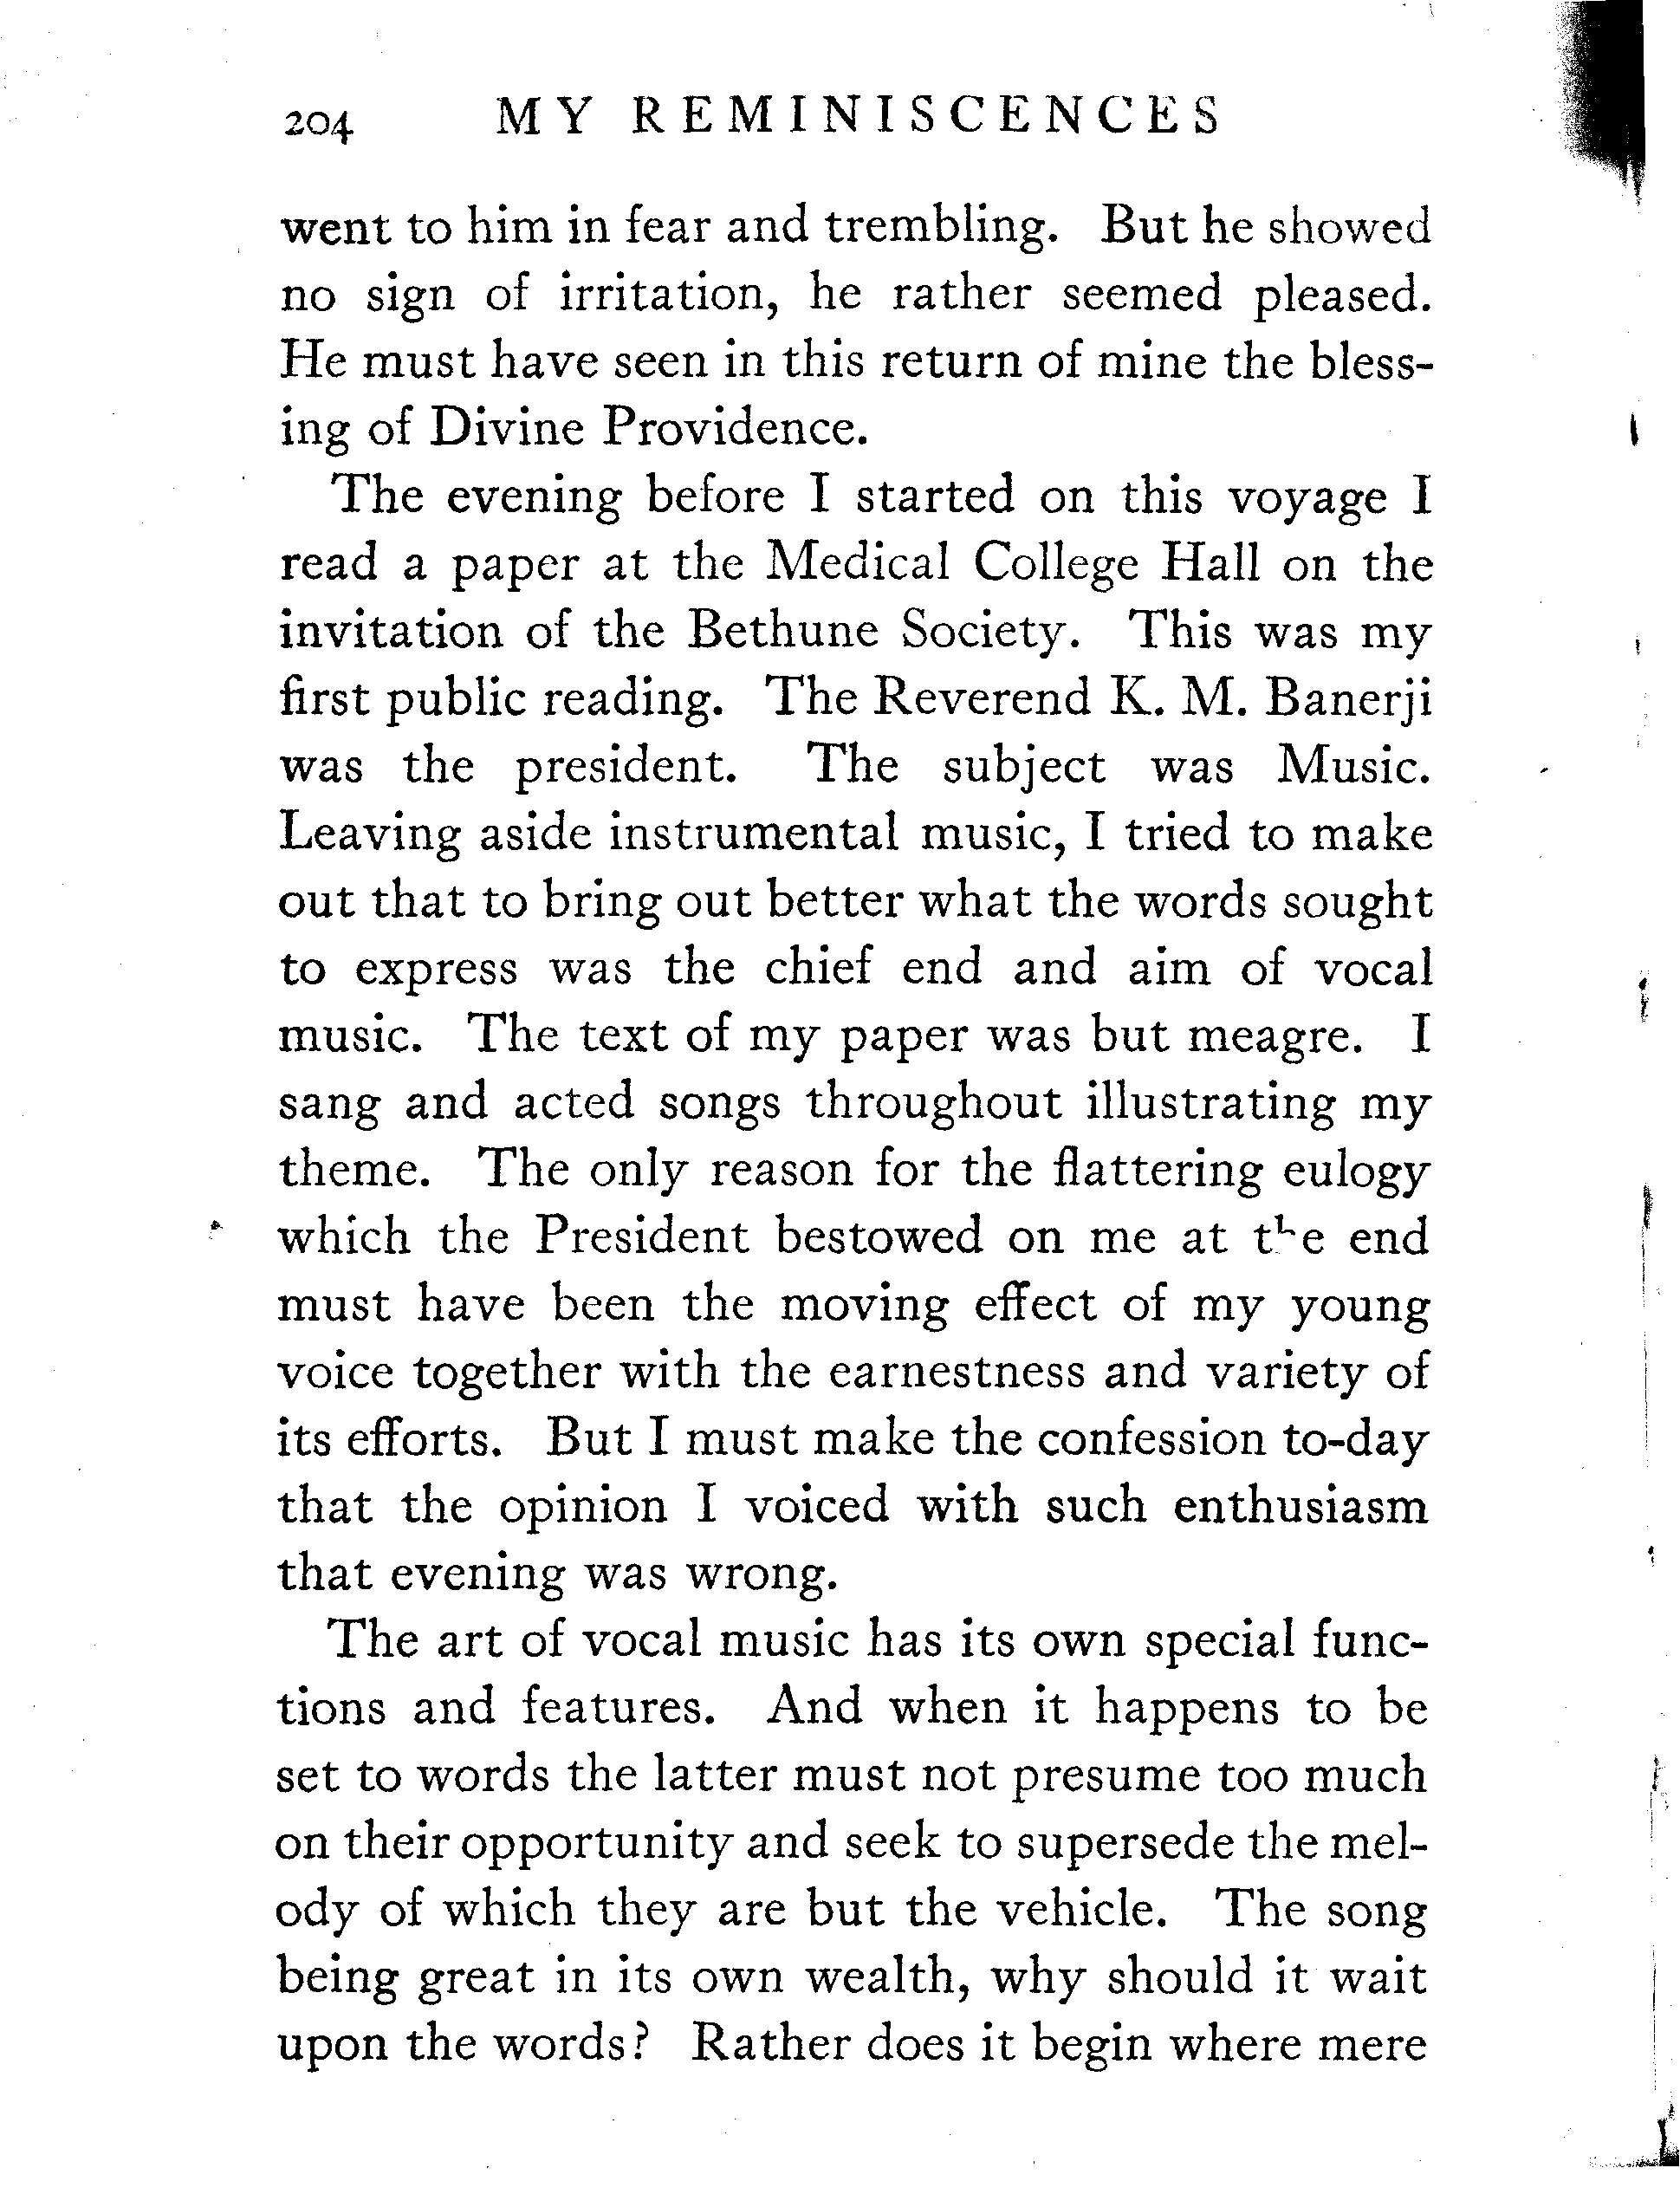 204 MY REMINISCENCES
went to him in fear and trembling. But he showed
no sign of irritation, he rather seemed pleased.
He must have seen in this return of mine the bless-
ing of Divine Providence.
The evening before I started on this voyage I
read a paper at the Medical College Hall on the
invitation of the Bethune Society. This was my
first public reading. The Reverend K. M. Banerji
was the president. The subject was Music.
Leaving aside instrumental music, I tried to make
out that to bring out better what the words sought
to express was the chief end and aim of vocal
music. The text of my paper was but meagre. I
sang and acted songs throughout illustrating my
theme. The only reason for the flattering eulogy
which the President bestowed on me at the end
must have been the moving effect of my young
voice together with the earnestness and variety of
its efforts. But I must make the confession to-day
that the opinion I voiced with such enthusiasm
that evening was wrong.
The art of vocal music has its own special func-
tions and features. And when it happens to be
set to words the latter must not presume too much
on their opportunity and seek to supersede the mel-
ody of which they are but the vehicle. The song
being great in its own wealth, why should it wait
upon the words? Rather does it begin where mere